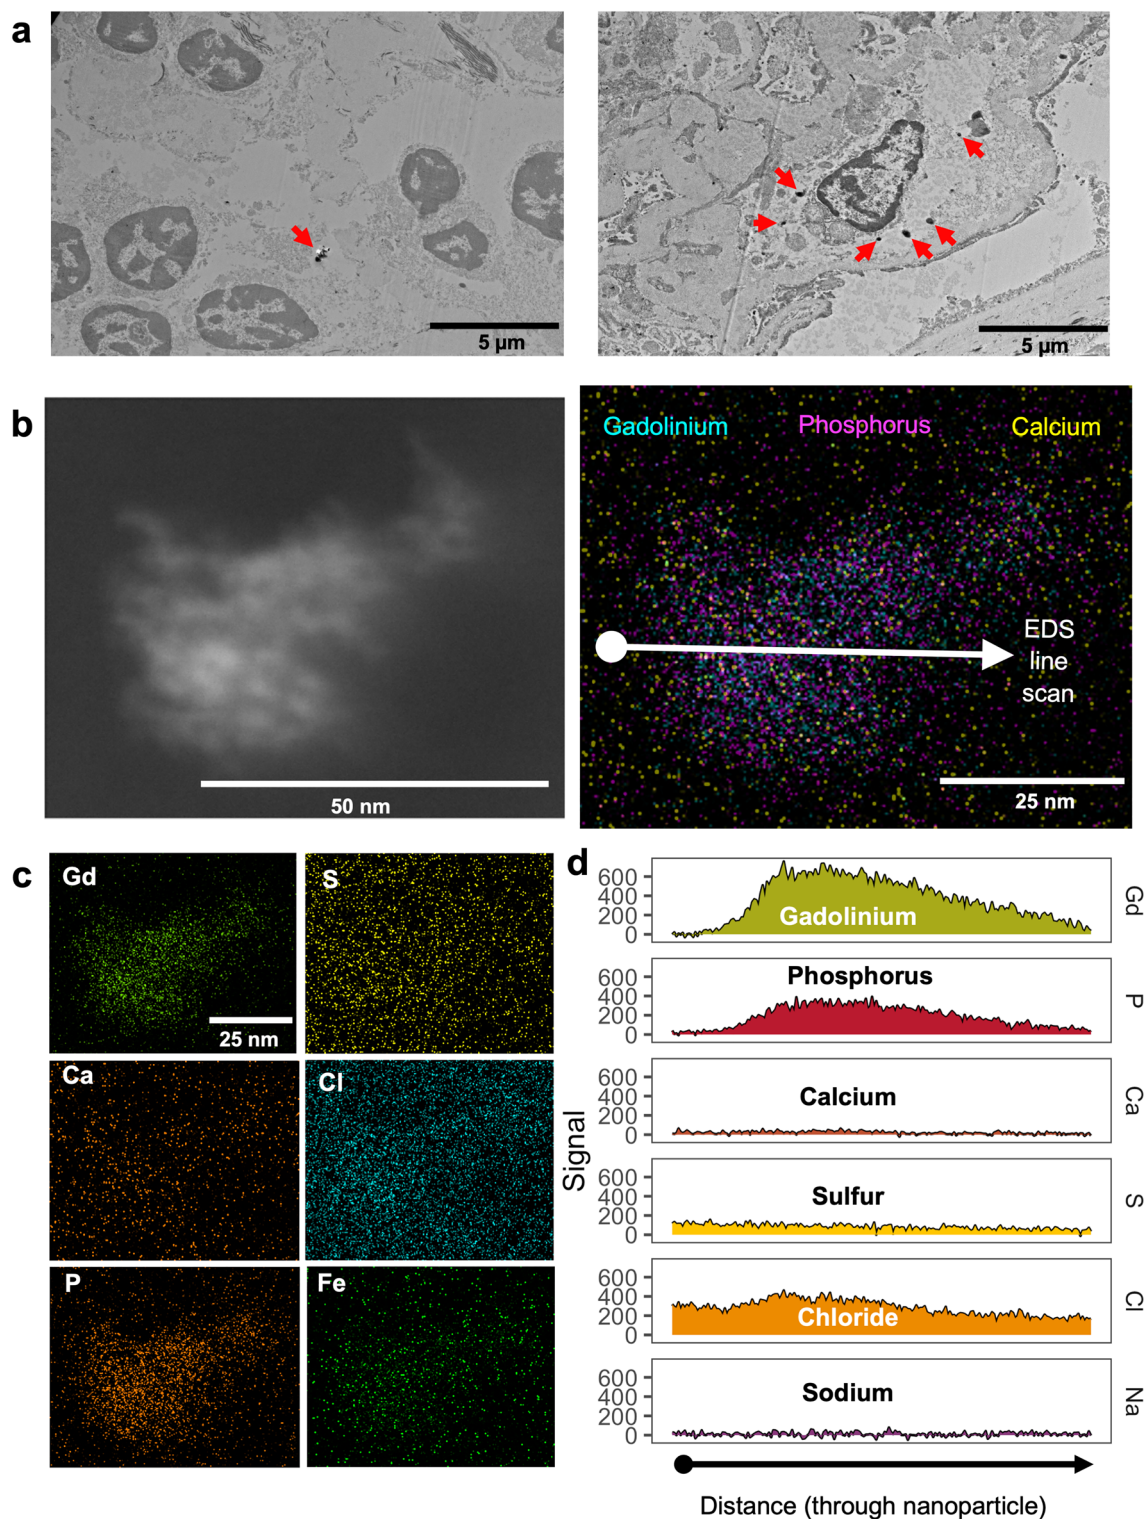 a
5 µm
5 µm
b
50 nm
Gadolinium Phosphorus Calcium
EDS
line
scan
25 nm
c
Gd
25 nm
S
Ca
Cl
P
Fe
d
Signal
600
400
200
0
Gadolinium
Gd
600
400
200
0
Phosphorus
P
600
400
200
0
Calcium
Ca
600
400
200
0
Sulfur
S
600
400
200
0
Chloride
Cl
600
400
200
0
Sodium
Na
Distance (through nanoparticle)